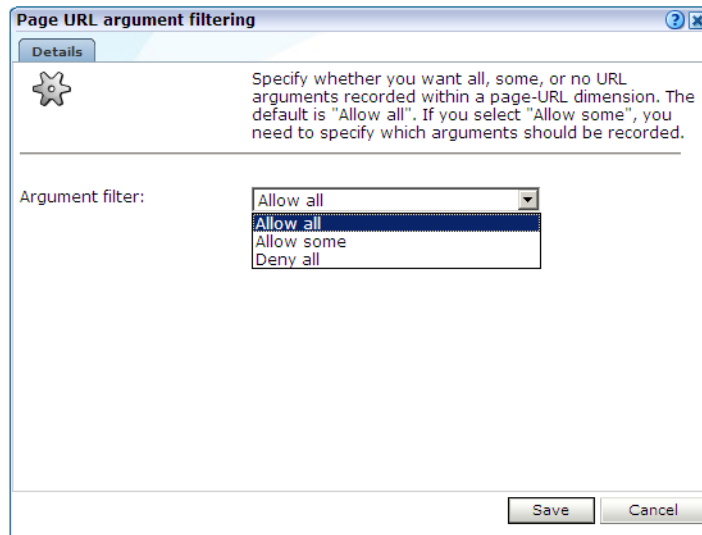 Page URL argument filtering
Details
Specify whether you want all, some, or no URL
arguments recorded within a page-URL dimension. The
default is "Allow all". If you select "Allow some", you
need to specify which arguments should be recorded.
Argument filter:
Allow all
Allow all
Allow some
Deny all
Save
Cancel